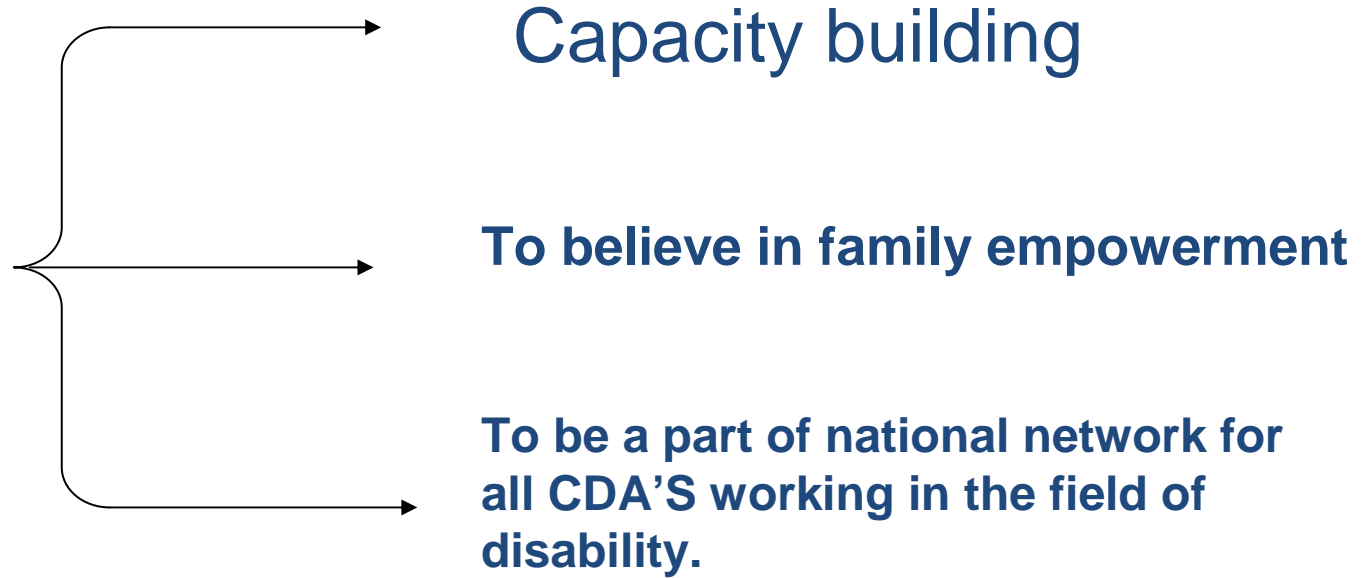 Capacity building
To believe in family empowerment
To be a part of national network for
all CDA’S working in the field of
disability.